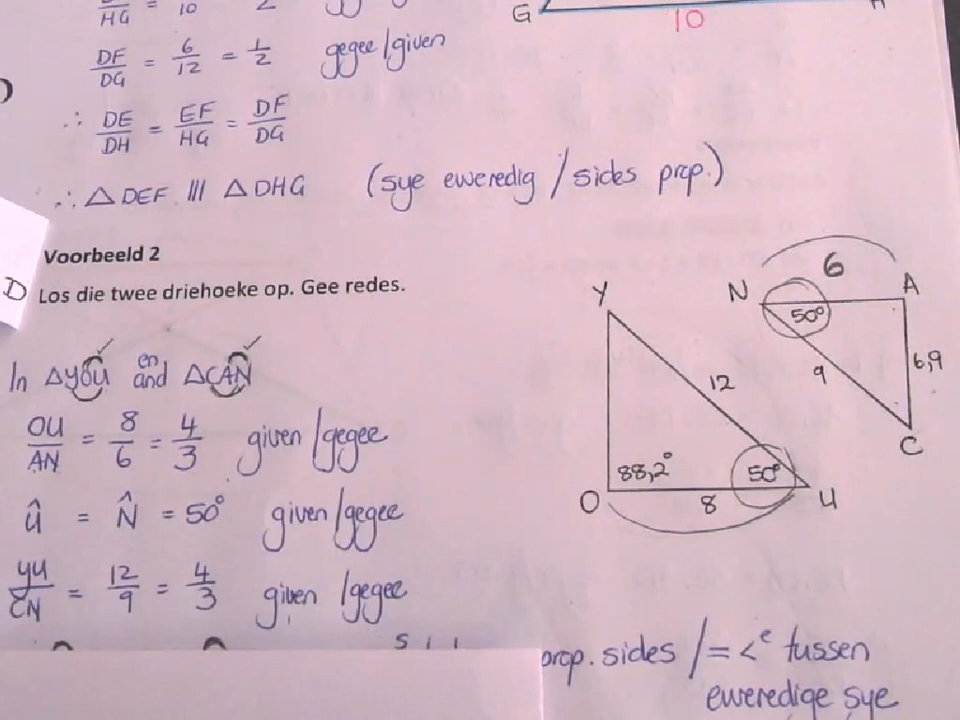 HG = 10 2
G 10
DF/DG = 6/12 = 1/2 gegee/given
∴ DE/DH = EF/HG = DF/DG
∴ △DEF /// △DHG (sye eweredig / sides prop.)
Voorbeeld 2
D Los die twee driehoeke op. Gee redes.
In △YOU en and △CAN
OU/AN = 8/6 = 4/3 given/gegee
Û = N̂ = 50° given/gegee
YU/CN = 12/9 = 4/3 given/gegee
Y N 6 A
50°
12 9 6,9
C
88,2° 50°
O 8 U
prop. sides /= <e tussen
eweredige sye